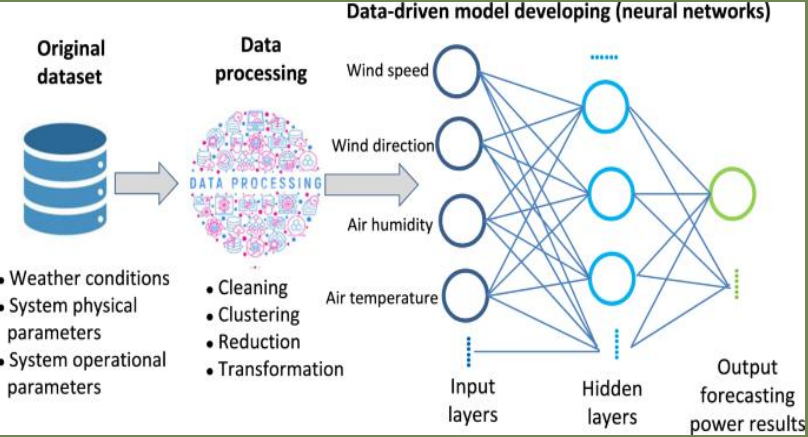 Data-driven model developing (neural networks)
Original
dataset
Data
processing
DATA PROCESSING
• Weather conditions
• System physical
parameters
• System operational
parameters
• Cleaning
• Clustering
• Reduction
• Transformation
Wind speed
Wind direction
Air humidity
Air temperature
Input
layers
Hidden
layers
Output
forecasting
power results